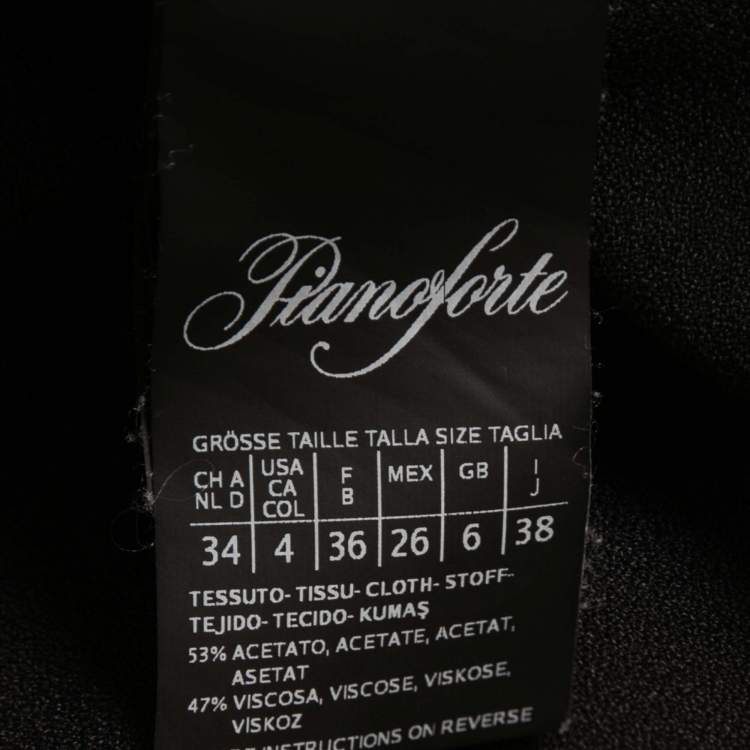 Pianoforte
GRÖSSE TAILLE TALLA SIZE TAGLIA
CH A NL D | USA CA COL | F B | MEX | GB | I J
34 | 4 | 36 | 26 | 6 | 38
TESSUTO- TISSU- CLOTH- STOFF-
TEJIDO- TECIDO- KUMAŞ
53% ACETATO, ACETATE, ACETAT,
ASETAT
47% VISCOSA, VISCOSE, VISKOSE,
VİSKOZ
INSTRUCTIONS ON REVERSE